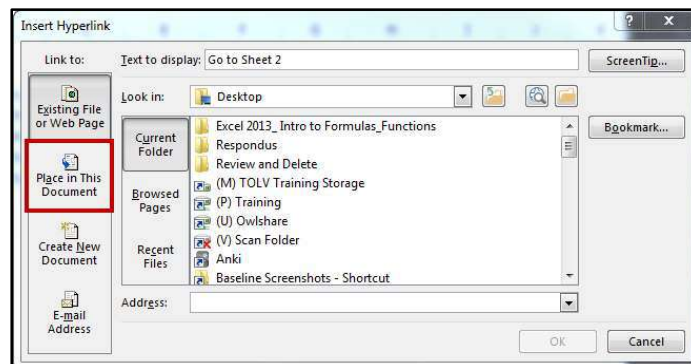 Insert Hyperlink
? X
Link to:
Text to display: Go to Sheet 2
ScreenTip...
Existing File
or Web Page
Look in:
Desktop
Current
Folder
Excel 2013_ Intro to Formulas_Functions
Respondus
Review and Delete
(M) TOLV Training Storage
(P) Training
(U) Owlshare
(V) Scan Folder
Anki
Baseline Screenshots - Shortcut
Bookmark...
Place in This
Document
Browsed
Pages
Create New
Document
Recent
Files
E-mail
Address
Address:
OK
Cancel